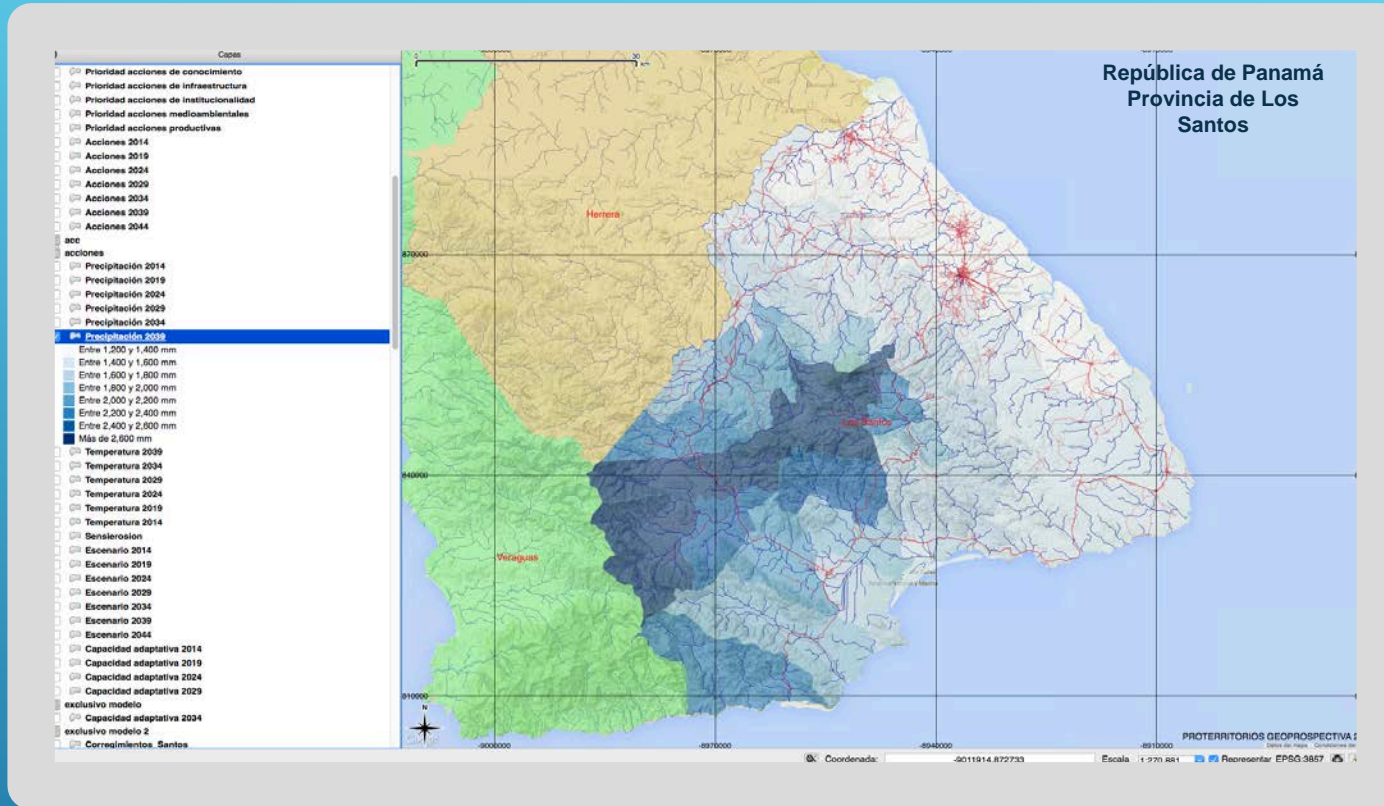 Capas
Prioridad acciones de conocimiento
Prioridad acciones de infraestructura
Prioridad acciones de institucionalidad
Prioridad acciones medioambientales
Prioridad acciones productivas
Acciones 2014
Acciones 2019
Acciones 2024
Acciones 2029
Acciones 2034
Acciones 2039
Acciones 2044
acc
acciones
Precipitación 2014
Precipitación 2019
Precipitación 2024
Precipitación 2029
Precipitación 2034
Precipitación 2039
Entre 1,200 y 1,400 mm
Entre 1,400 y 1,600 mm
Entre 1,600 y 1,800 mm
Entre 1,800 y 2,000 mm
Entre 2,000 y 2,200 mm
Entre 2,200 y 2,400 mm
Entre 2,400 y 2,600 mm
Más de 2,600 mm
Temperatura 2039
Temperatura 2034
Temperatura 2029
Temperatura 2024
Temperatura 2019
Temperatura 2014
Sensierosion
Escenario 2014
Escenario 2019
Escenario 2024
Escenario 2029
Escenario 2034
Escenario 2039
Escenario 2044
Capacidad adaptativa 2014
Capacidad adaptativa 2019
Capacidad adaptativa 2024
Capacidad adaptativa 2029
exclusivo modelo
Capacidad adaptativa 2034
exclusivo modelo 2
Corregimientos_Santos
0 30
km
República de Panamá
Provincia de Los
Santos
Herrera
870000
Los Santos
840000
Veraguas
810000
N
-9000000 -8970000 -8940000 -8910000
PROTERRITORIOS GEOPROSPECTIVA 2
Coordenada: -9011914,872733 Escala 1:270.881 Representar EPSG:3857